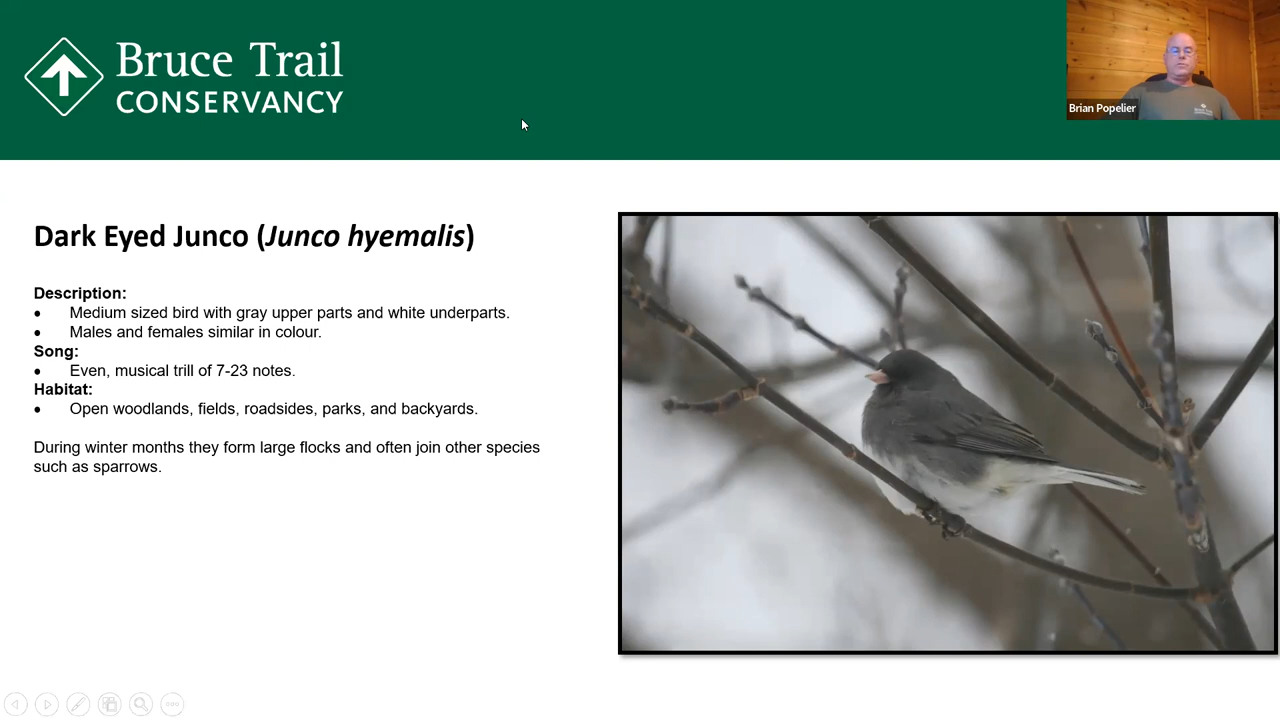 Bruce Trail
CONSERVANCY
Brian Popelier
Dark Eyed Junco (Junco hyemalis)
Description:
• Medium sized bird with gray upper parts and white underparts.
• Males and females similar in colour.
Song:
• Even, musical trill of 7-23 notes.
Habitat:
• Open woodlands, fields, roadsides, parks, and backyards.
During winter months they form large flocks and often join other species
such as sparrows.